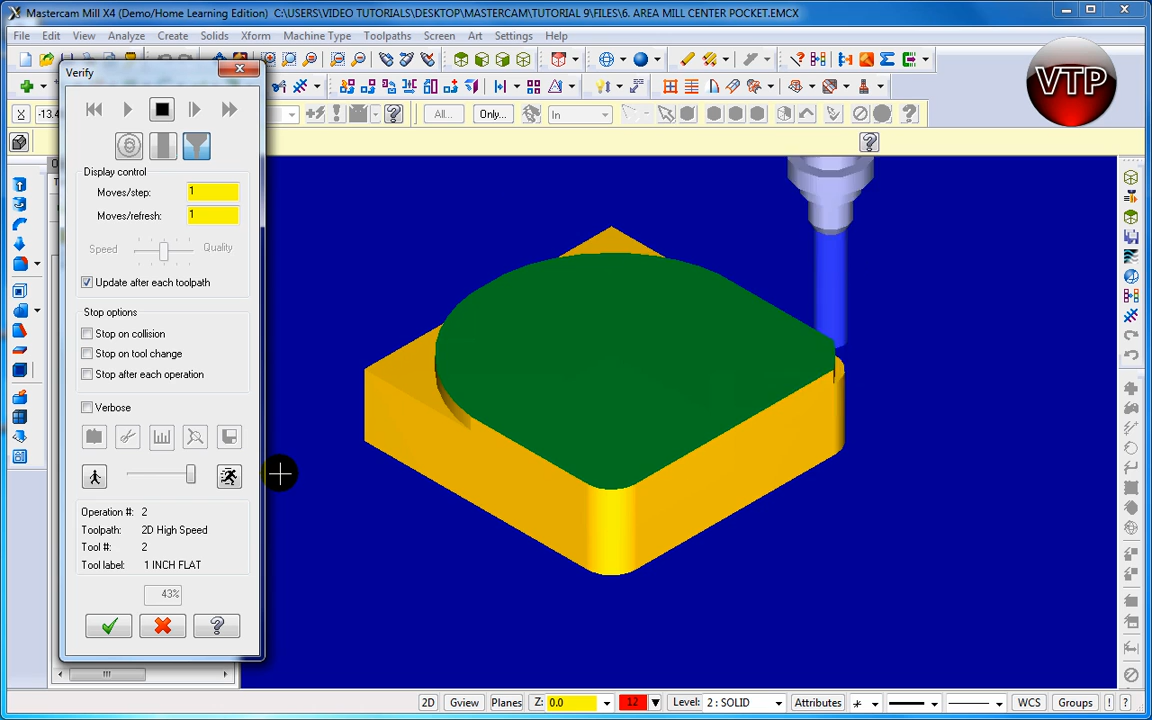 Mastercam Mill X4 (Demo/Home Learning Edition) C:\USERS\VIDEO TUTORIALS\DESKTOP\MASTERCAM\TUTORIAL 9\FILES\6. AREA MILL CENTER POCKET.EMCX
File Edit View Analyze Create Solids Xform Machine Type Toolpaths Screen Art Settings Help
Verify
VTP
X -13.4 All... Only... In
Display control
Moves/step: 1
Moves/refresh: 1
Speed Quality
Update after each toolpath
Stop options
Stop on collision
Stop on tool change
Stop after each operation
Verbose
Operation #: 2
Toolpath: 2D High Speed
Tool #: 2
Tool label: 1 INCH FLAT
43%
2D Gview Planes Z: 0.0 12 Level: 2 : SOLID Attributes WCS Groups ! ?